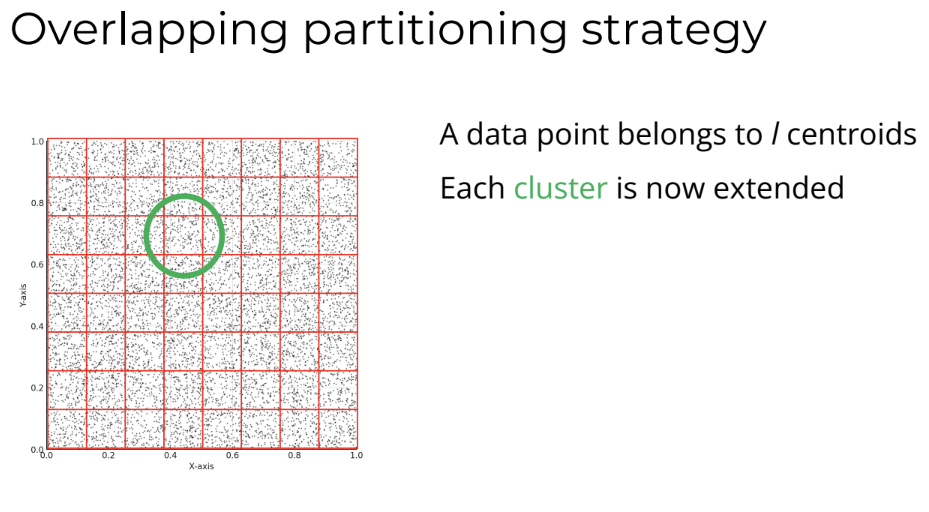 Overlapping partitioning strategy
A data point belongs to l centroids
Each cluster is now extended
1.0
0.8
0.6
0.4
0.2
0.0
Y-axis
0.0 0.2 0.4 0.6 0.8 1.0
X-axis